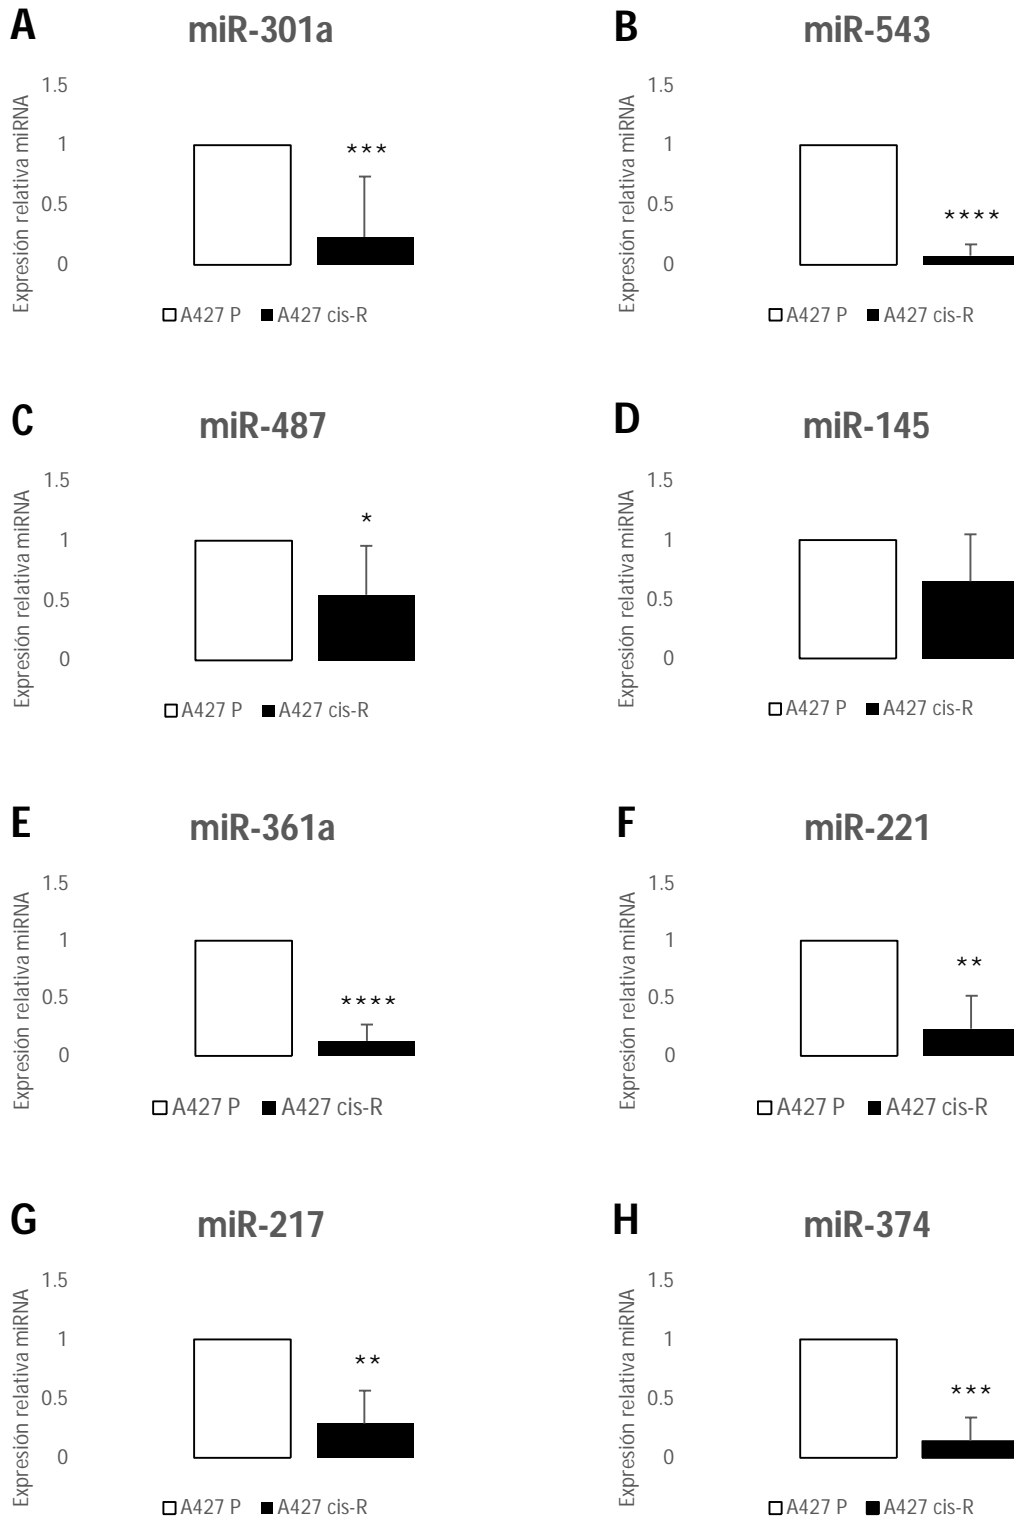 A miR-301a
1.5
1
0.5
0
Expresión relativa miRNA
***
A427 P A427 cis-R
B miR-543
1.5
1
0.5
0
Expresión relativa miRNA
****
A427 P A427 cis-R
C miR-487
1.5
1
0.5
0
Expresión relativa miRNA
*
A427 P A427 cis-R
D miR-145
1.5
1
0.5
0
Expresión relativa miRNA
A427 P A427 cis-R
E miR-361a
1.5
1
0.5
0
Expresión relativa miRNA
****
A427 P A427 cis-R
F miR-221
1.5
1
0.5
0
Expresión relativa miRNA
**
A427 P A427 cis-R
G miR-217
1.5
1
0.5
0
Expresión relativa miRNA
**
A427 P A427 cis-R
H miR-374
1.5
1
0.5
0
Expresión relativa miRNA
***
A427 P A427 cis-R